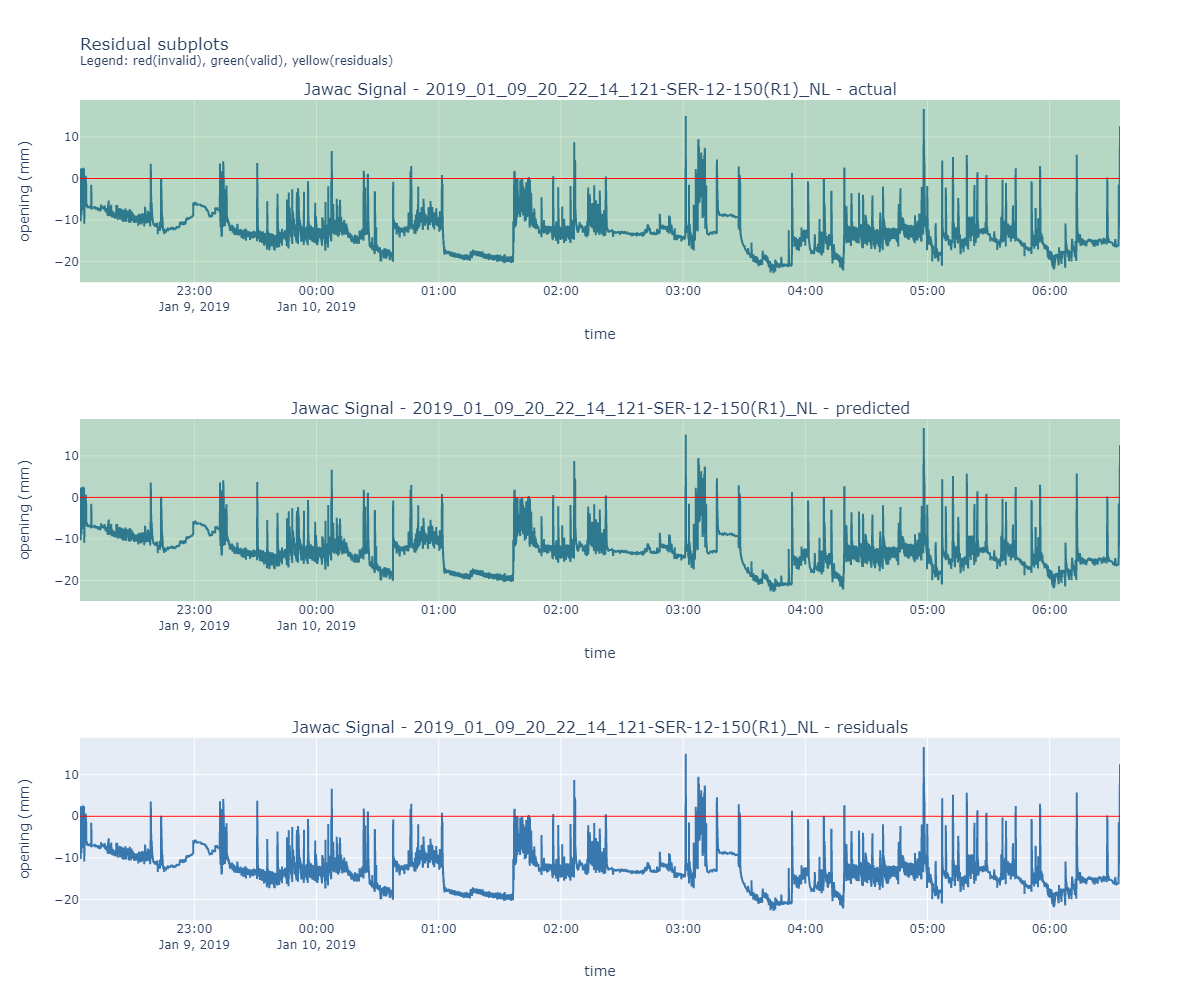 Residual subplots
Legend: red(invalid), green(valid), yellow(residuals)
Jawac Signal - 2019_01_09_20_22_14_121-SER-12-150(R1)_NL - actual
opening (mm)
10
0
−10
−20
23:00 00:00 01:00 02:00 03:00 04:00 05:00 06:00
Jan 9, 2019 Jan 10, 2019
time
Jawac Signal - 2019_01_09_20_22_14_121-SER-12-150(R1)_NL - predicted
opening (mm)
10
0
−10
−20
23:00 00:00 01:00 02:00 03:00 04:00 05:00 06:00
Jan 9, 2019 Jan 10, 2019
time
Jawac Signal - 2019_01_09_20_22_14_121-SER-12-150(R1)_NL - residuals
opening (mm)
10
0
−10
−20
23:00 00:00 01:00 02:00 03:00 04:00 05:00 06:00
Jan 9, 2019 Jan 10, 2019
time